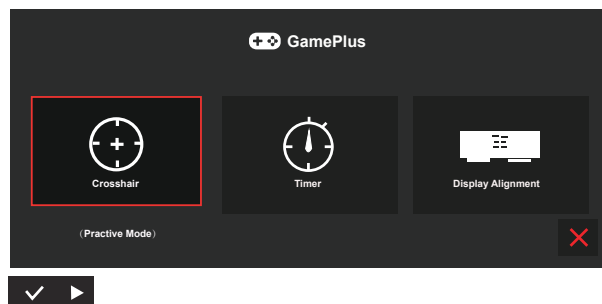 GamePlus
Crosshair
Timer
Display Alignment
（Practive Mode）